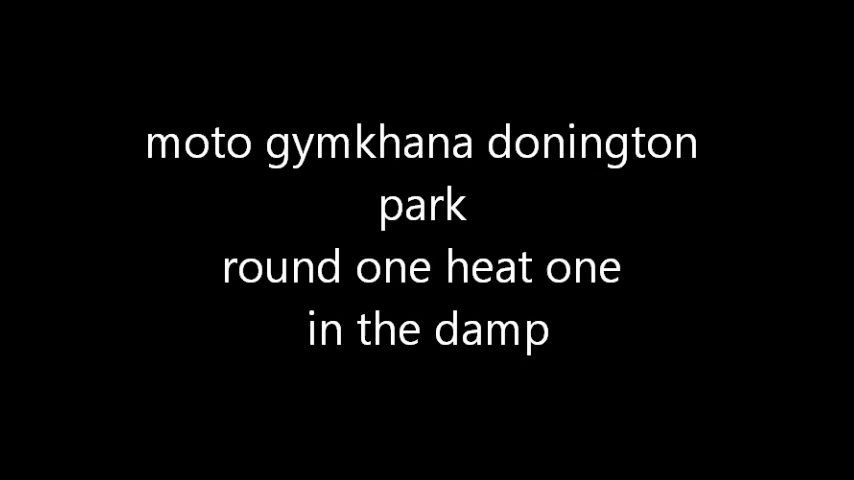 moto gymkhana donington
park
round one heat one
in the damp